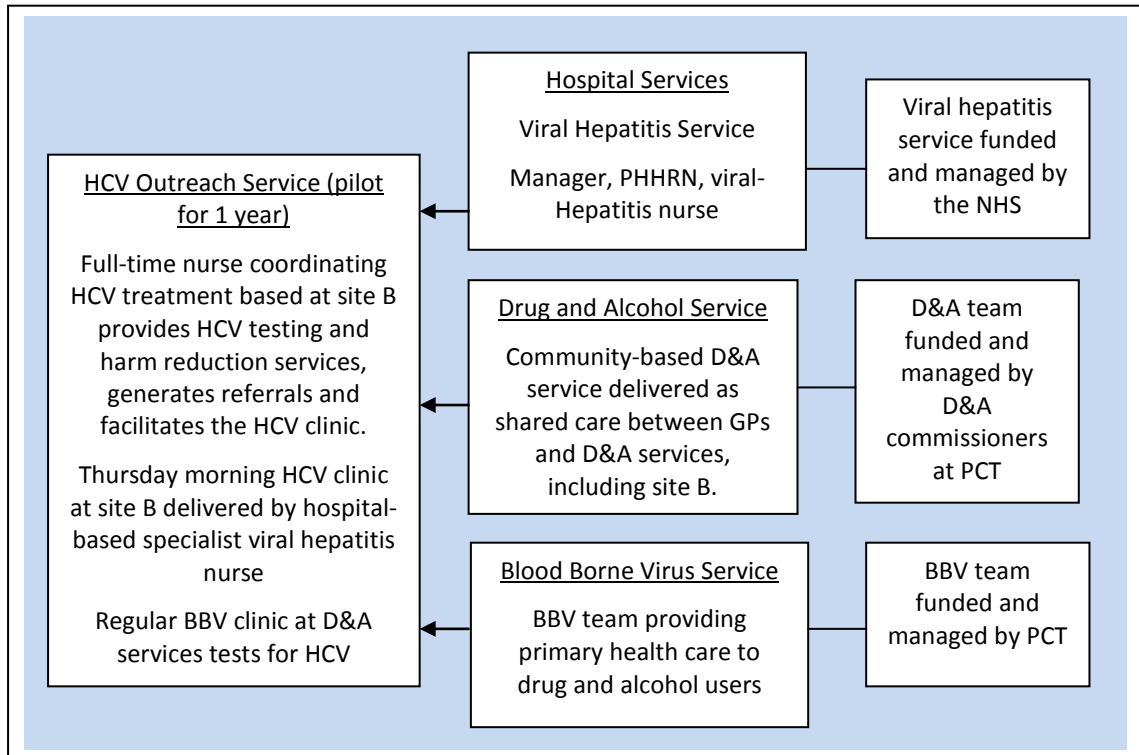 HCV Outreach Service (pilot
for 1 year)
Full-time nurse coordinating
HCV treatment based at site B
provides HCV testing and
harm reduction services,
generates referrals and
facilitates the HCV clinic.
Thursday morning HCV clinic
at site B delivered by hospital-
based specialist viral hepatitis
nurse
Regular BBV clinic at D&A
services tests for HCV
Hospital Services
Viral Hepatitis Service
Manager, PHHRN, viral-
Hepatitis nurse
Viral hepatitis
service funded
and managed by
the NHS
Drug and Alcohol Service
Community-based D&A
service delivered as
shared care between GPs
and D&A services,
including site B.
D&A team
funded and
managed by
D&A
commissioners
at PCT
Blood Borne Virus Service
BBV team providing
primary health care to
drug and alcohol users
BBV team
funded and
managed by PCT